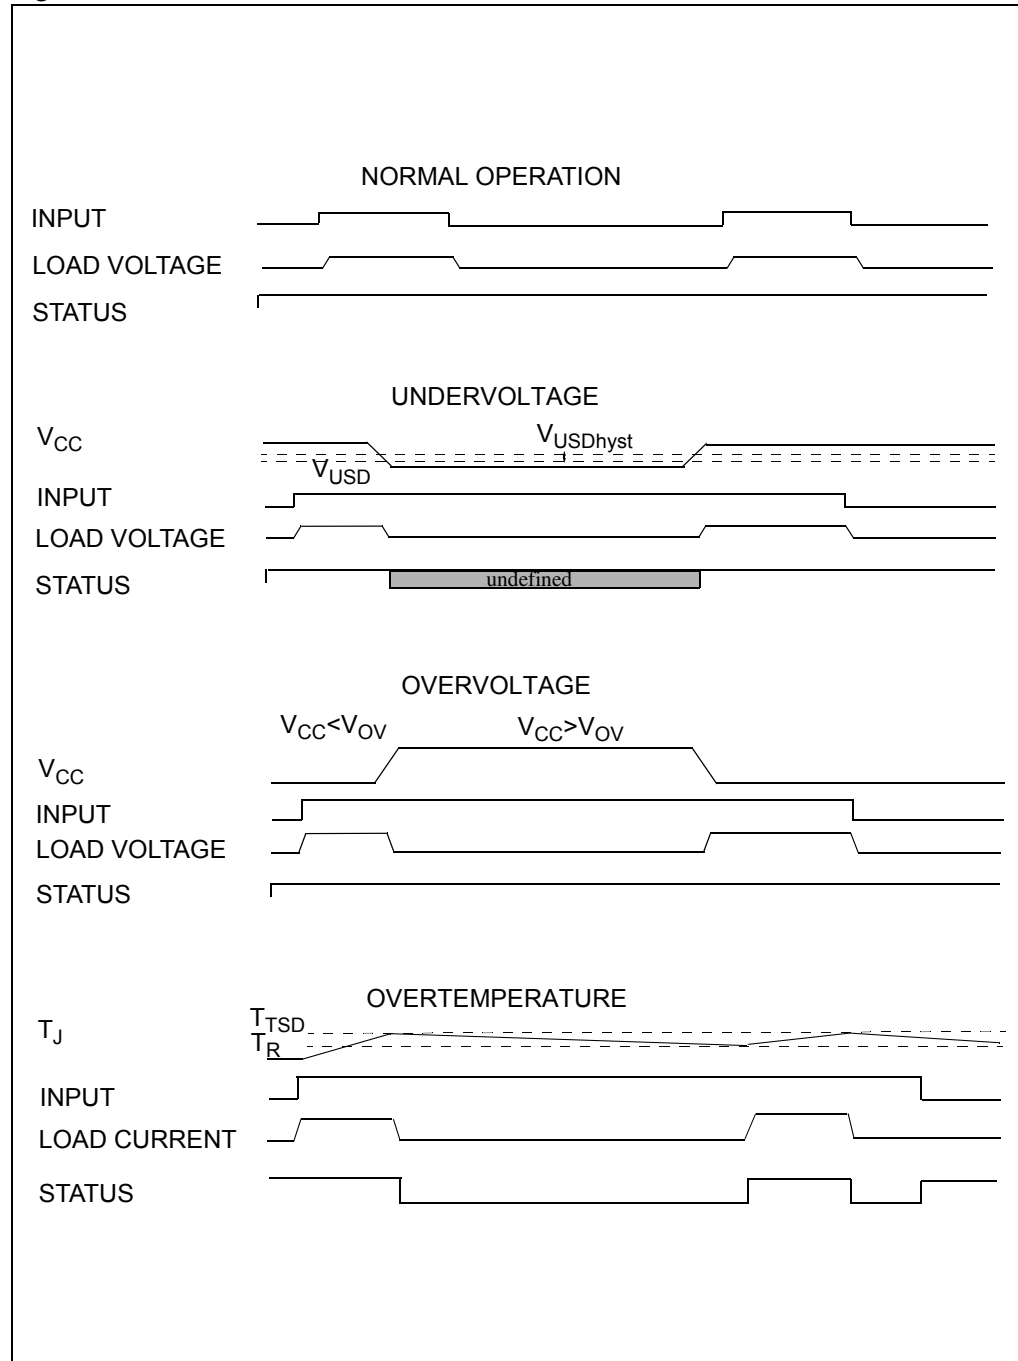 NORMAL OPERATION
INPUT
LOAD VOLTAGE
STATUS
UNDERVOLTAGE
VCC
VUSDhyst
VUSD
INPUT
LOAD VOLTAGE
STATUS
undefined
OVERVOLTAGE
VCC<VOV
VCC>VOV
VCC
INPUT
LOAD VOLTAGE
STATUS
OVERTEMPERATURE
TJ
TTSD
TR
INPUT
LOAD CURRENT
STATUS